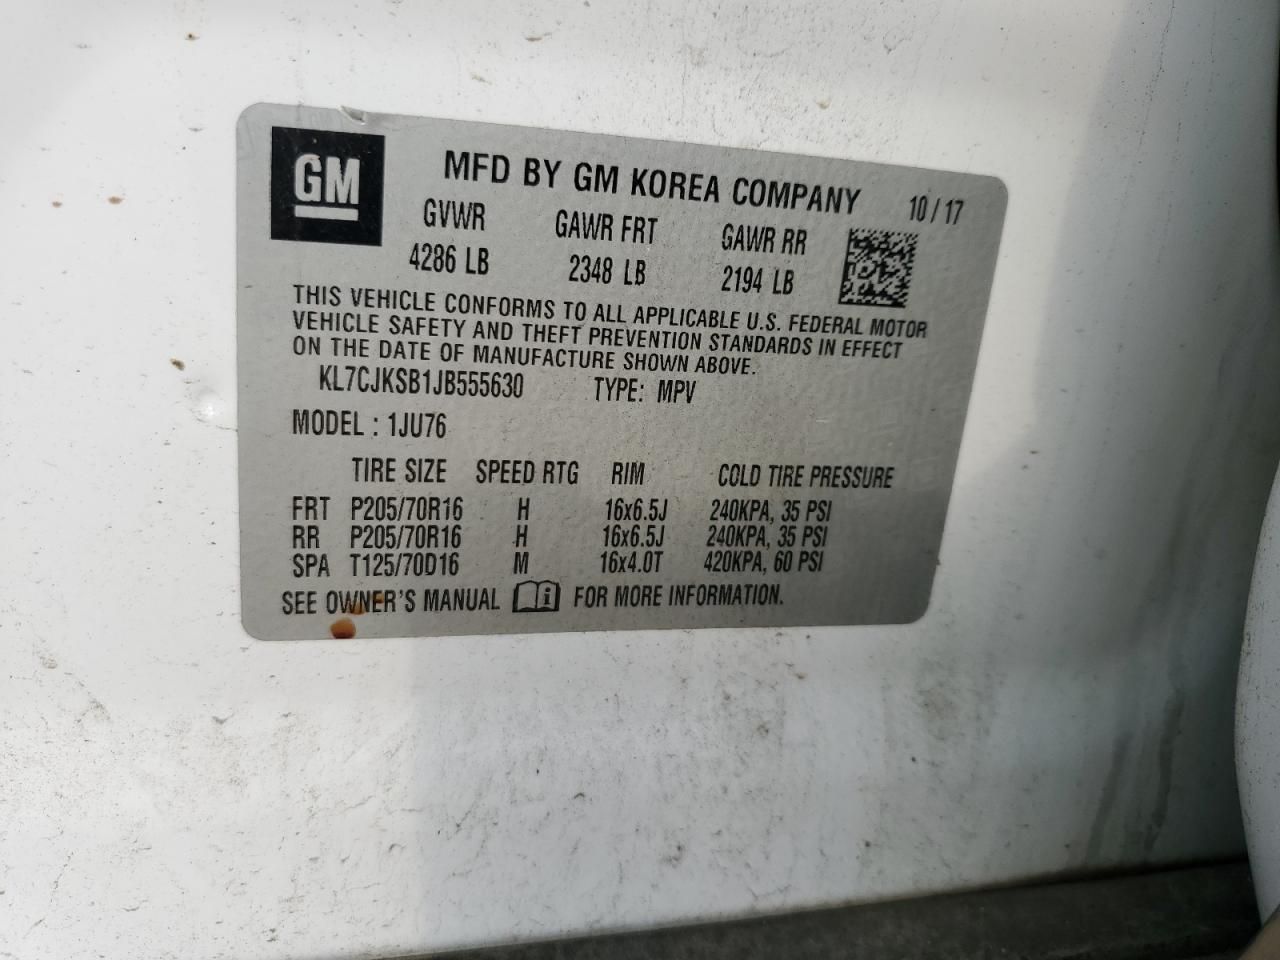 GM
MFD BY GM KOREA COMPANY 10/17
GVWR GAWR FRT GAWR RR
4286 LB 2348 LB 2194 LB
THIS VEHICLE CONFORMS TO ALL APPLICABLE U.S. FEDERAL MOTOR
VEHICLE SAFETY AND THEFT PREVENTION STANDARDS IN EFFECT
ON THE DATE OF MANUFACTURE SHOWN ABOVE.
KL7CJKSB1JB555630 TYPE: MPV
MODEL : 1JU76
TIRE SIZE SPEED RTG RIM COLD TIRE PRESSURE
FRT P205/70R16 H 16x6.5J 240KPA, 35 PSI
RR P205/70R16 H 16x6.5J 240KPA, 35 PSI
SPA T125/70D16 M 16x4.0T 420KPA, 60 PSI
SEE OWNER'S MANUAL i FOR MORE INFORMATION.